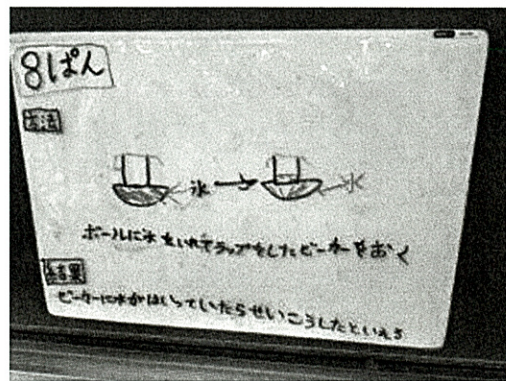 8ぱん
方法
氷 → 水
ボールに氷をいれてラップをしたビーカーをおく
結果
ビーカーに水がはいっていたらせいこうしたといえる